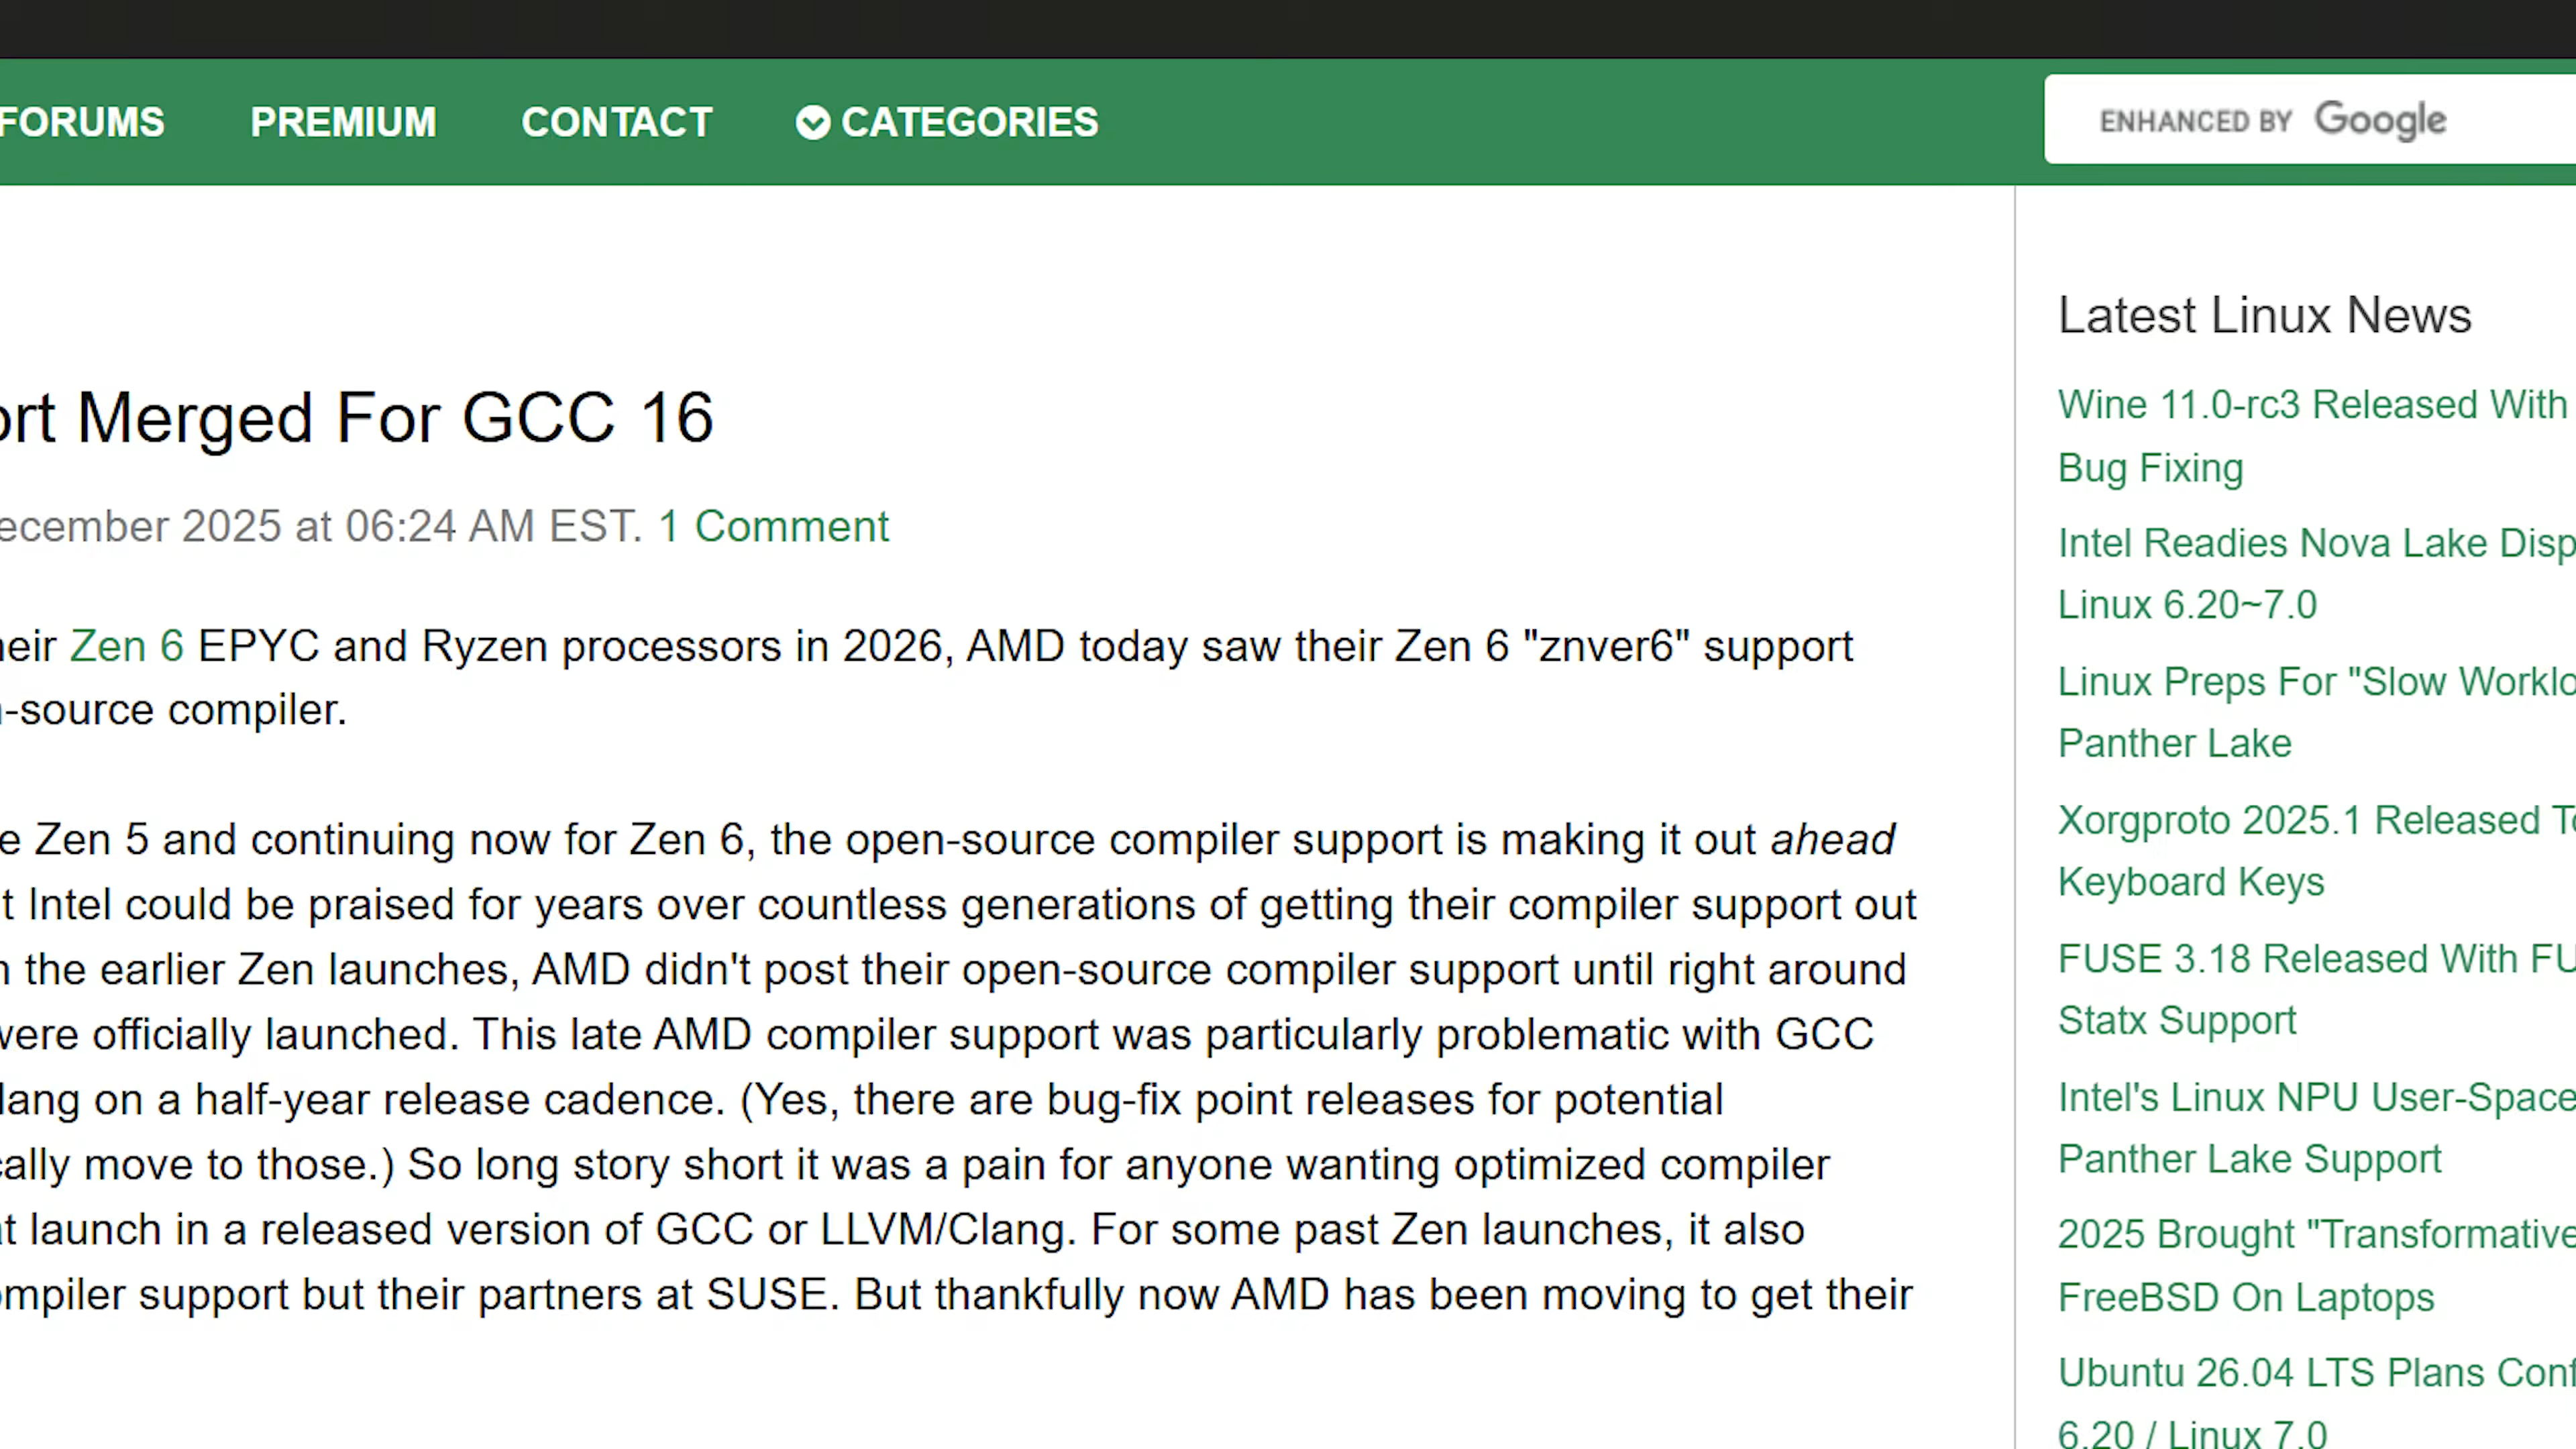 FORUMS PREMIUM CONTACT CATEGORIES
ENHANCED BY Google
ort Merged For GCC 16
ecember 2025 at 06:24 AM EST. 1 Comment
heir Zen 6 EPYC and Ryzen processors in 2026, AMD today saw their Zen 6 "znver6" support
-source compiler.
e Zen 5 and continuing now for Zen 6, the open-source compiler support is making it out ahead
t Intel could be praised for years over countless generations of getting their compiler support out
n the earlier Zen launches, AMD didn't post their open-source compiler support until right around
were officially launched. This late AMD compiler support was particularly problematic with GCC
lang on a half-year release cadence. (Yes, there are bug-fix point releases for potential
cally move to those.) So long story short it was a pain for anyone wanting optimized compiler
at launch in a released version of GCC or LLVM/Clang. For some past Zen launches, it also
ompiler support but their partners at SUSE. But thankfully now AMD has been moving to get their
Latest Linux News
Wine 11.0-rc3 Released With
Bug Fixing
Intel Readies Nova Lake Disp
Linux 6.20~7.0
Linux Preps For "Slow Worklo
Panther Lake
Xorgproto 2025.1 Released To
Keyboard Keys
FUSE 3.18 Released With FU
Statx Support
Intel's Linux NPU User-Space
Panther Lake Support
2025 Brought "Transformative
FreeBSD On Laptops
Ubuntu 26.04 LTS Plans Conf
6.20 / Linux 7.0